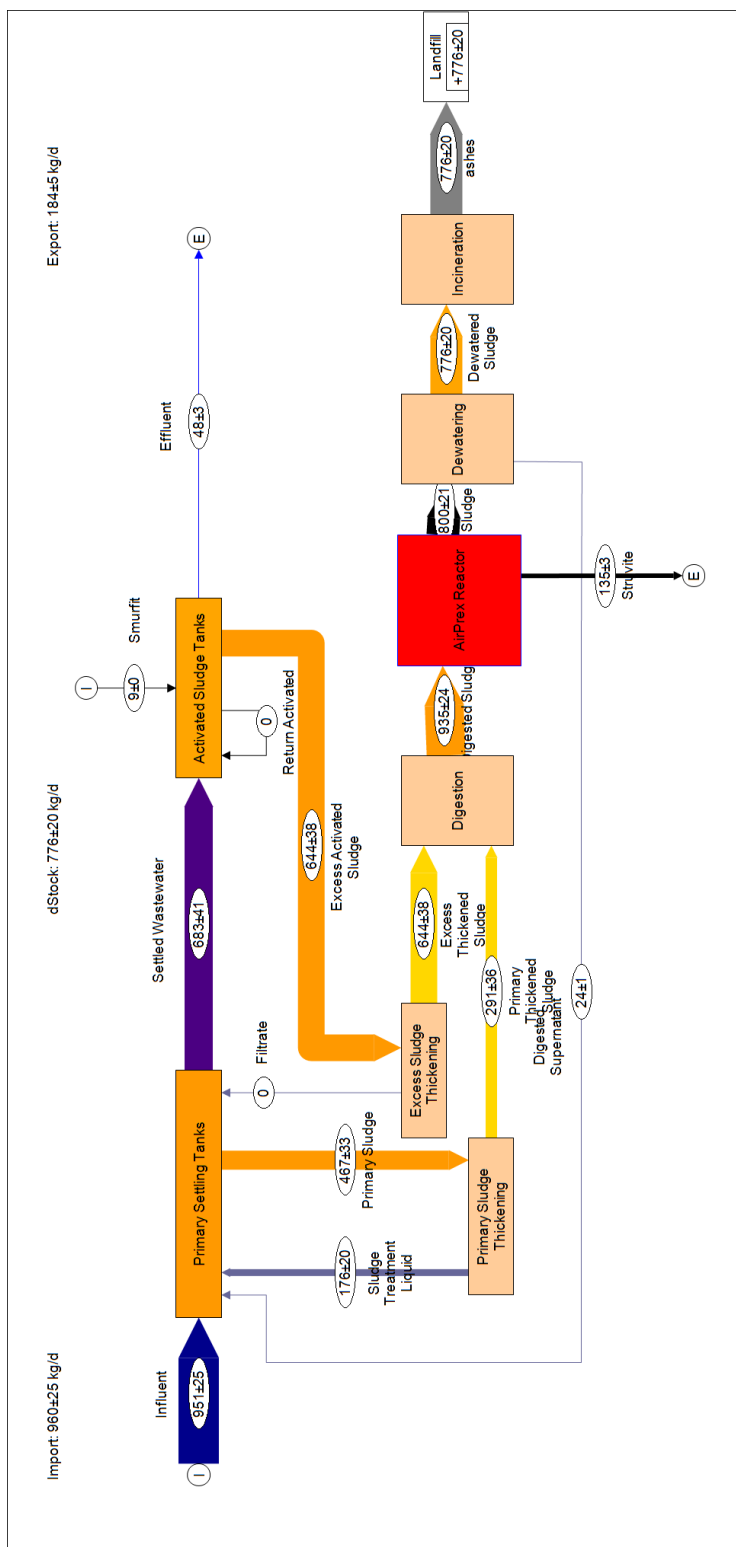 Import: 960±25 kg/d
dStock: 776±20 kg/d
Export: 184±5 kg/d
I
Influent
951±25
Primary Settling Tanks
Settled Wastewater
683±41
Activated Sludge Tanks
Smurfit
I
9±0
Effluent
48±3
E
0
Return Activated
644±38
Excess Activated
Sludge
Filtrate
0
467±33
Primary Sludge
176±20
Sludge
Treatment
Liquid
Primary Sludge
Thickening
Excess Sludge
Thickening
644±38
Excess
Thickened
Sludge
291±36
Primary
Thickened
Sludge
Digested
Supernatant
24±1
Digestion
935±24
Digested Sludge
AirPrex Reactor
135±3
Struvite
E
800±21
Sludge
Dewatering
776±20
Dewatered
Sludge
Incineration
776±20
ashes
Landfill
+776±20